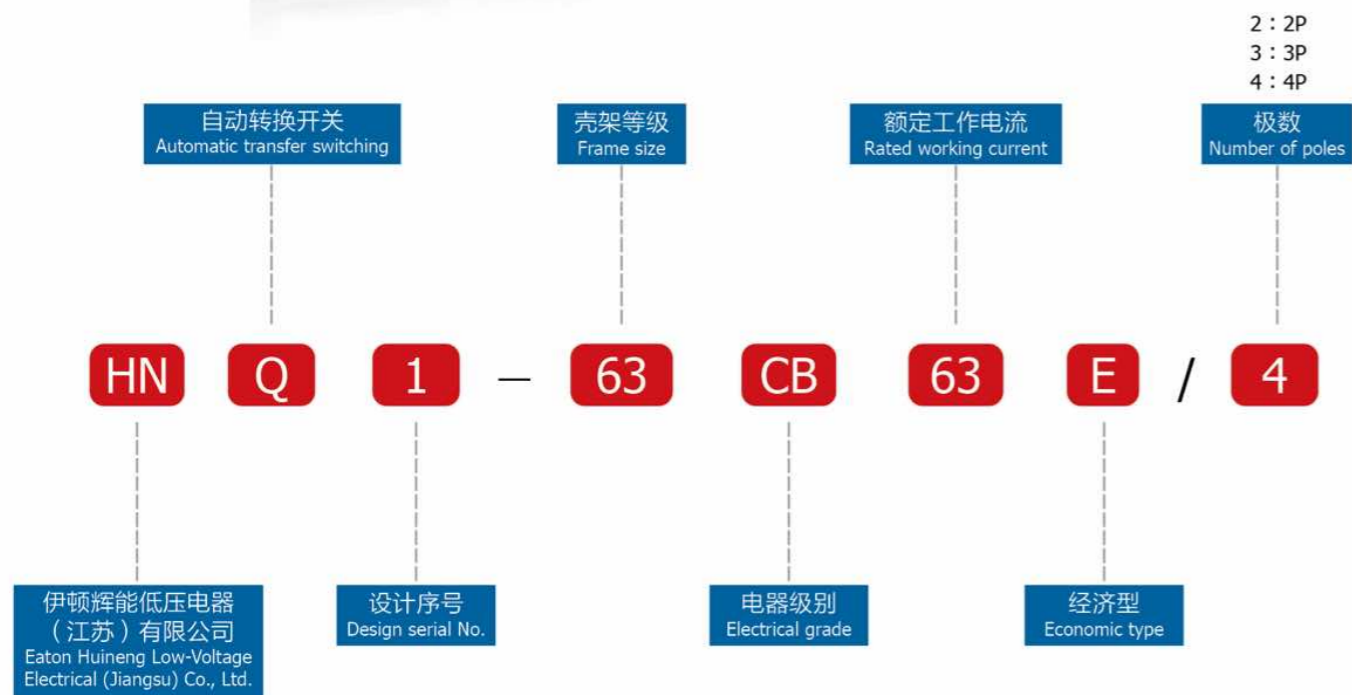 2：2P
3：3P
4：4P
自动转换开关
Automatic transfer switching
壳架等级
Frame size
额定工作电流
Rated working current
极数
Number of poles
HN Q 1 — 63 CB 63 E / 4
伊顿辉能低压电器
（江苏）有限公司
Eaton Huineng Low-Voltage
Electrical (Jiangsu) Co., Ltd.
设计序号
Design serial No.
电器级别
Electrical grade
经济型
Economic type